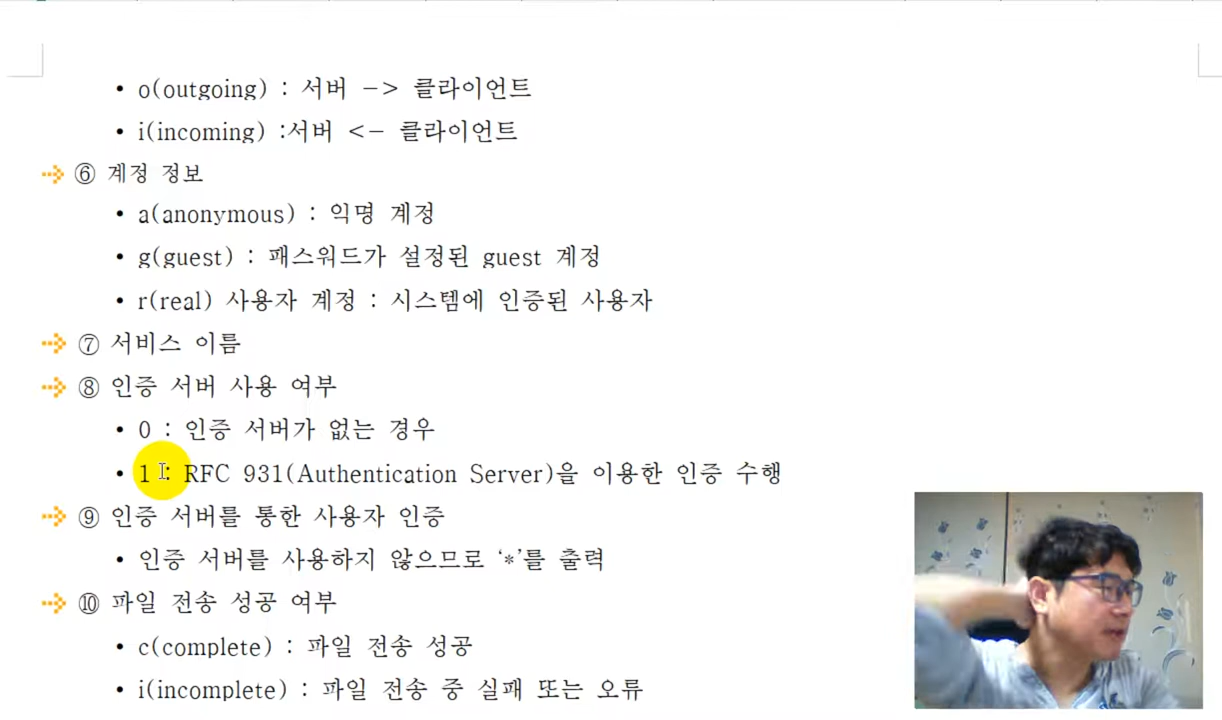 • o(outgoing) : 서버 -> 클라이언트
• i(incoming) :서버 <- 클라이언트
⑥ 계정 정보
• a(anonymous) : 익명 계정
• g(guest) : 패스워드가 설정된 guest 계정
• r(real) 사용자 계정 : 시스템에 인증된 사용자
⑦ 서비스 이름
⑧ 인증 서버 사용 여부
• 0 : 인증 서버가 없는 경우
• 1 : RFC 931(Authentication Server)을 이용한 인증 수행
⑨ 인증 서버를 통한 사용자 인증
• 인증 서버를 사용하지 않으므로 '*'를 출력
⑩ 파일 전송 성공 여부
• c(complete) : 파일 전송 성공
• i(incomplete) : 파일 전송 중 실패 또는 오류